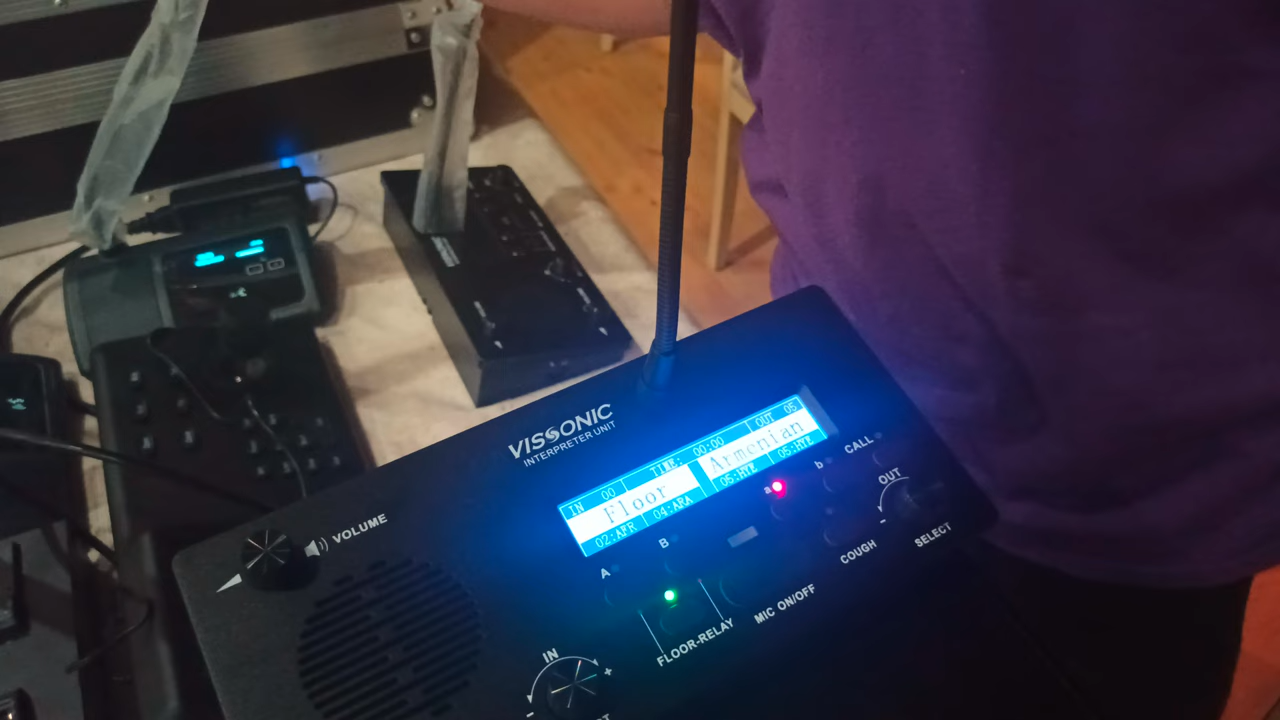 VISSONIC
INTERPRETER UNIT
IN 00 TIME: 00:00 OUT 05
Floor Armenian
02:AFR 04:ARA 05:HYE 05:HYE
VOLUME
A B a b CALL
OUT
-
FLOOR-RELAY MIC ON/OFF COUGH SELECT
IN
- +